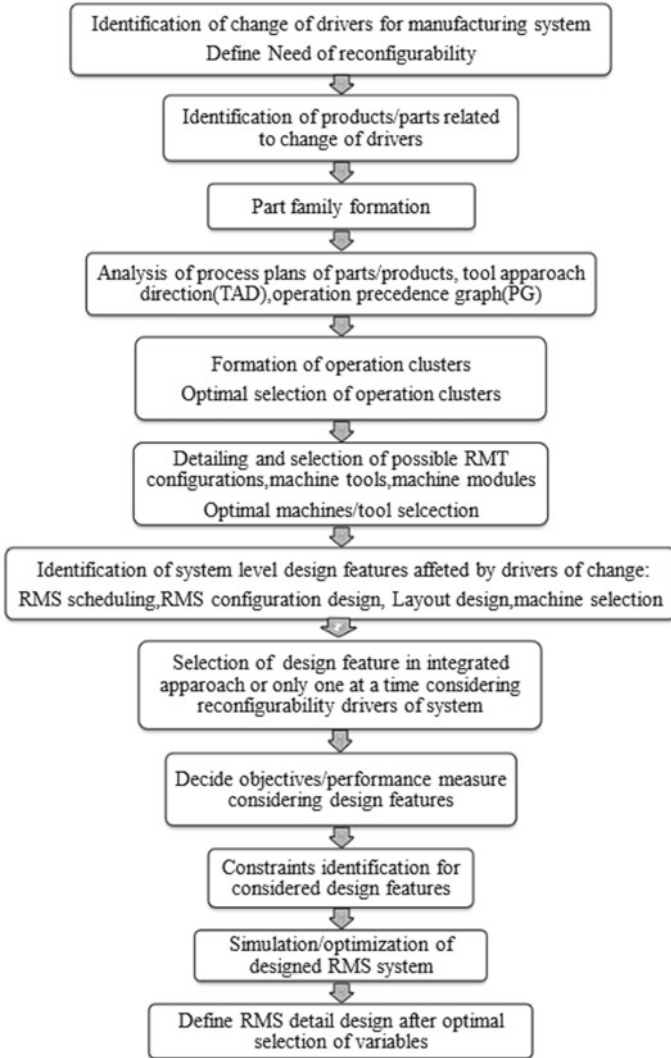 Identification of change of drivers for manufacturing system
Define Need of reconfigurability
Identification of products/parts related
to change of drivers
Part family formation
Analysis of process plans of parts/products, tool apparoach
direction(TAD),operation precedence graph(PG)
Formation of operation clusters
Optimal selection of operation clusters
Detailing and selection of possible RMT
configurations,machine tools,machine modules
Optimal machines/tool selcection
Identification of system level design features affeted by drivers of change:
RMS scheduling,RMS configuration design, Layout design,machine selection
Selection of design feature in integrated
apparoach or only one at a time considering
reconfigurability drivers of system
Decide objectives/performance measure
considering design features
Constraints identification for
considered design features
Simulation/optimization of
designed RMS system
Define RMS detail design after optimal
selection of variables